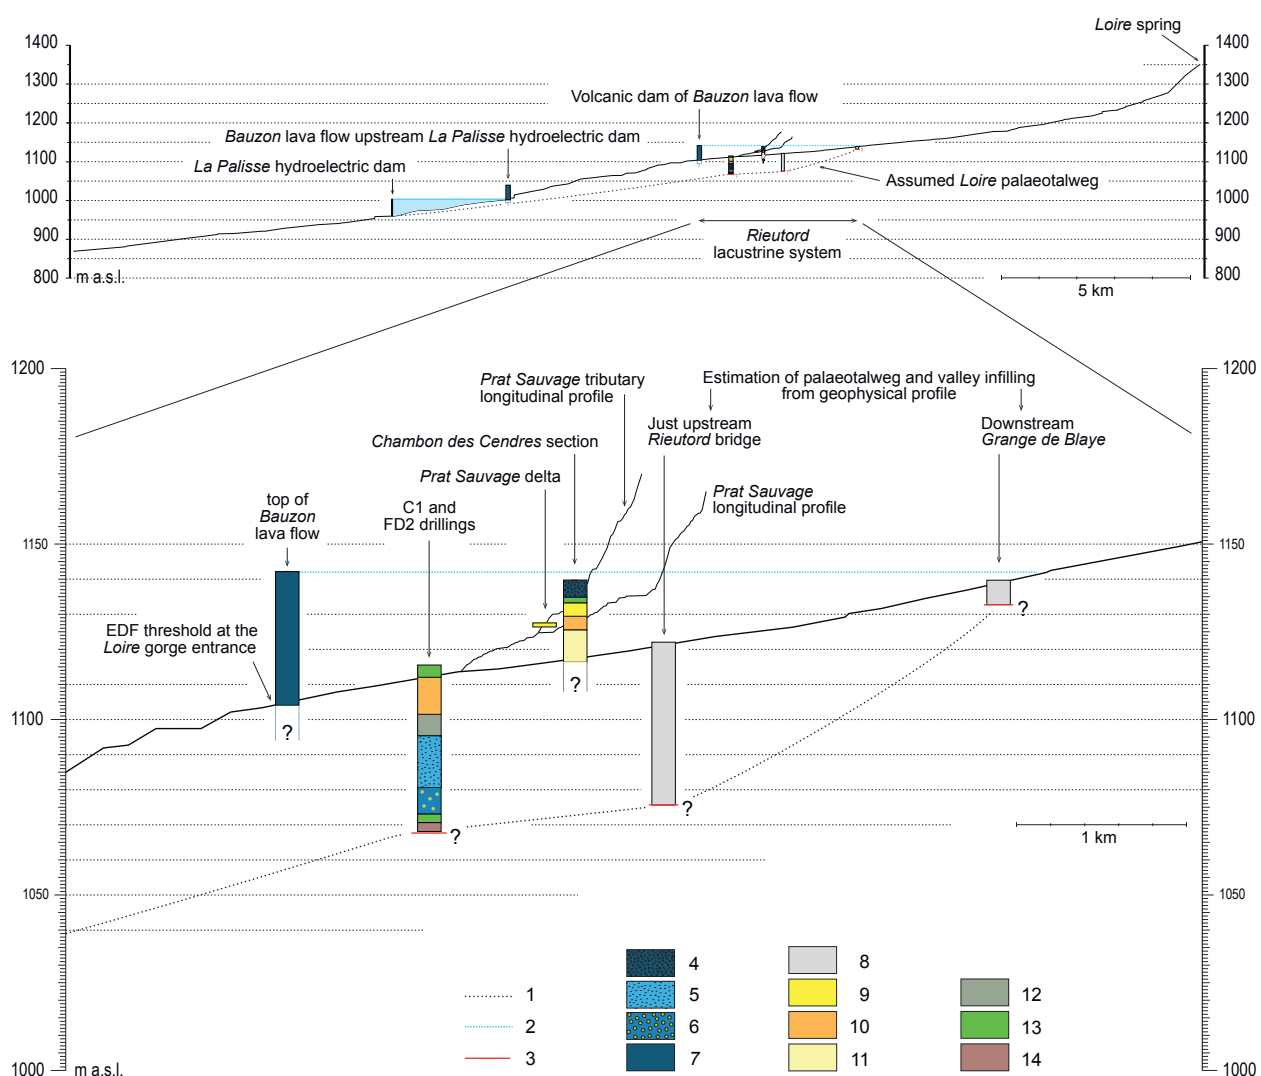 Loire spring
1400
1400
1300
1300
Volcanic dam of Bauzon lava flow
1200
1200
Bauzon lava flow upstream La Palisse hydroelectric dam
La Palisse hydroelectric dam
1100
1100
Assumed Loire palaeotalweg
1000
1000
900
900
Rieutord
lacustrine system
800
m a.s.l.
800
5 km
1200
1200
Prat Sauvage tributary
longitudinal profile
Estimation of palaeotalweg and valley infilling
from geophysical profile
Just upstream
Rieutord bridge
Downstream
Grange de Blaye
Chambon des Cendres section
Prat Sauvage delta
Prat Sauvage
longitudinal profile
top of
Bauzon
lava flow
C1 and
FD2 drillings
1150
1150
EDF threshold at the
Loire gorge entrance
?
?
1100
1100
?
?
?
1 km
1050
1050
1
2
3
4
5
6
7
8
9
10
11
12
13
14
1000
m a.s.l.
1000